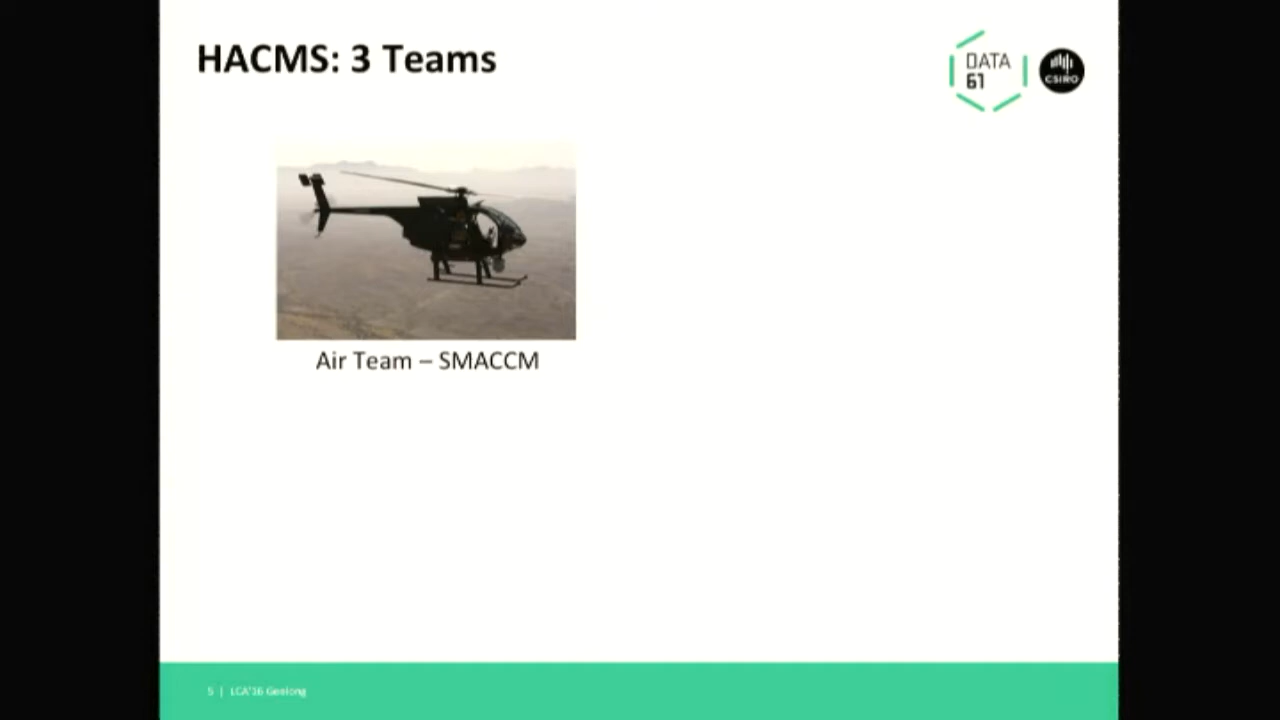 HACMS: 3 Teams
DATA
61
CSIRO
Air Team – SMACCM
5 | LCA'16 Geelong